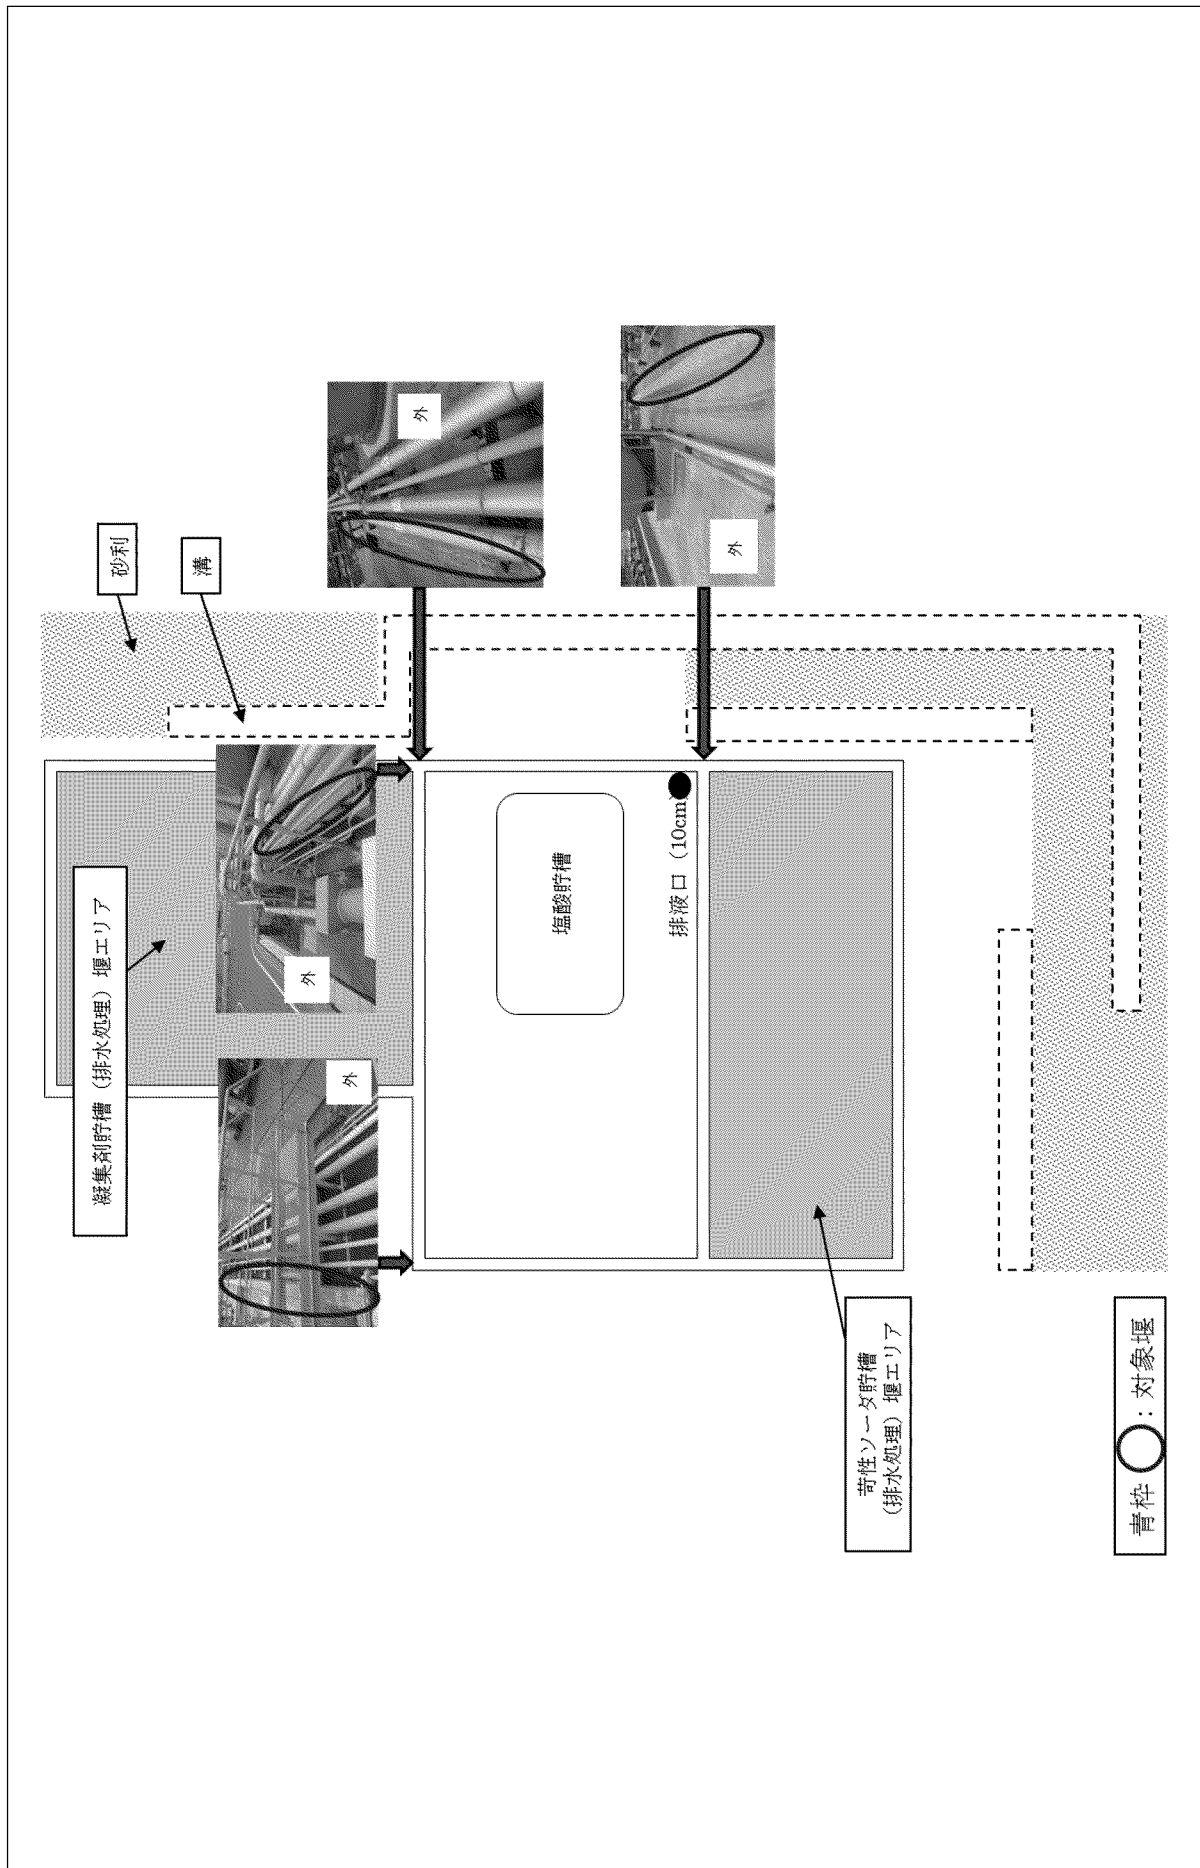 凝集剤貯槽(排水処理)堰エリア
砂利
溝
外
外
外
外
塩酸貯槽
排液口(10cm)
苛性ソーダ貯槽
(排水処理)堰エリア
青枠 :対象堰